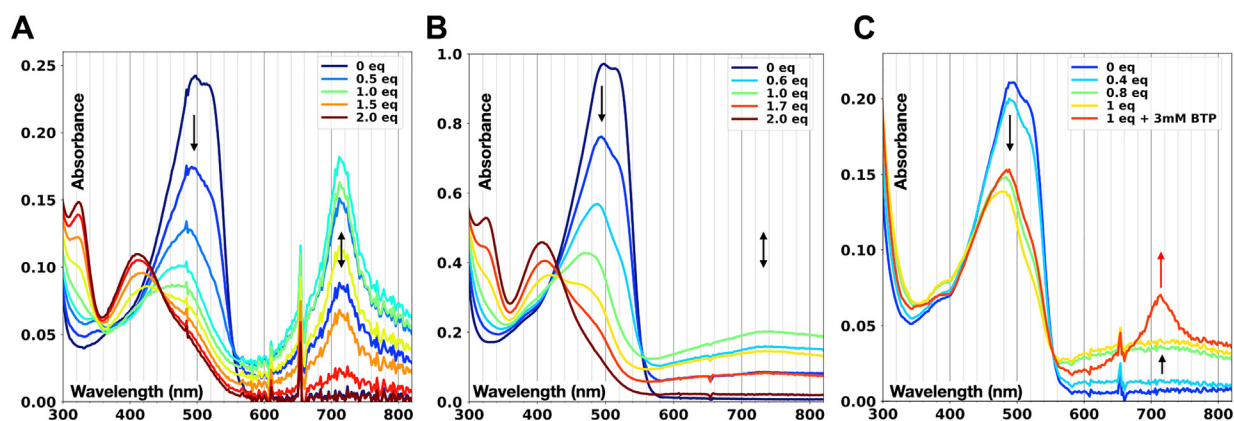 A
0.25
0.20
0.15
0.10
0.05
0.00
Absorbance
0 eq
0.5 eq
1.0 eq
1.5 eq
2.0 eq
Wavelength (nm)
300 400 500 600 700 800
B
1.0
0.8
0.6
0.4
0.2
0.0
Absorbance
0 eq
0.6 eq
1.0 eq
1.7 eq
2.0 eq
Wavelength (nm)
300 400 500 600 700 800
C
0.20
0.15
0.10
0.05
0.00
Absorbance
0 eq
0.4 eq
0.8 eq
1 eq
1 eq + 3mM BTP
Wavelength (nm)
300 400 500 600 700 800